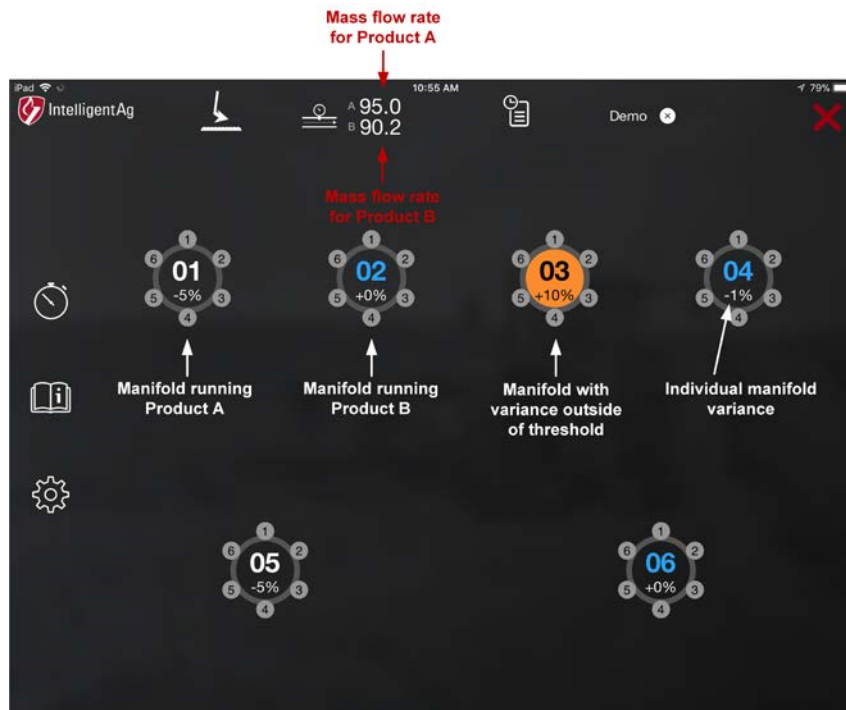 Mass flow rate
for Product A
iPad
10:55 AM
79%
IntelligentAg
A 95.0
B 90.2
Demo
Mass flow rate
for Product B
1
6 2
01
-5%
5 3
4
1
6 2
02
+0%
5 3
4
1
6 2
03
+10%
5 3
4
1
6 2
04
-1%
5 3
4
Manifold running
Product A
Manifold running
Product B
Manifold with
variance outside
of threshold
Individual manifold
variance
i
1
6 2
05
-5%
5 3
4
1
6 2
06
+0%
5 3
4